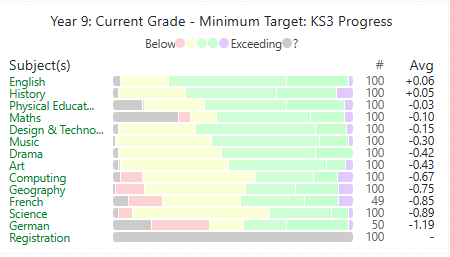 Year 9: Current Grade - Minimum Target: KS3 Progress
Below Exceeding ?
Subject(s) # Avg
English 100 +0.06
History 100 +0.05
Physical Educat... 100 -0.03
Maths 100 -0.10
Design & Techno... 100 -0.15
Music 100 -0.30
Drama 100 -0.42
Art 100 -0.43
Computing 100 -0.67
Geography 100 -0.75
French 49 -0.85
Science 100 -0.89
German 50 -1.19
Registration 100 -